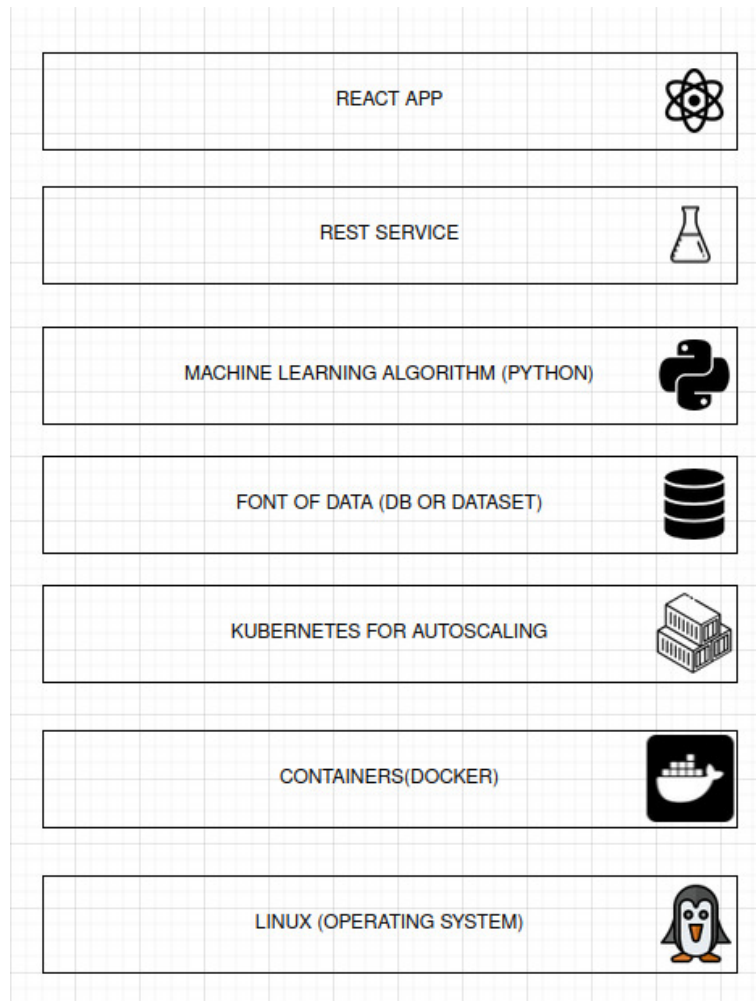 REACT APP
REST SERVICE
MACHINE LEARNING ALGORITHM (PYTHON)
FONT OF DATA (DB OR DATASET)
KUBERNETES FOR AUTOSCALING
CONTAINERS(DOCKER)
LINUX (OPERATING SYSTEM)